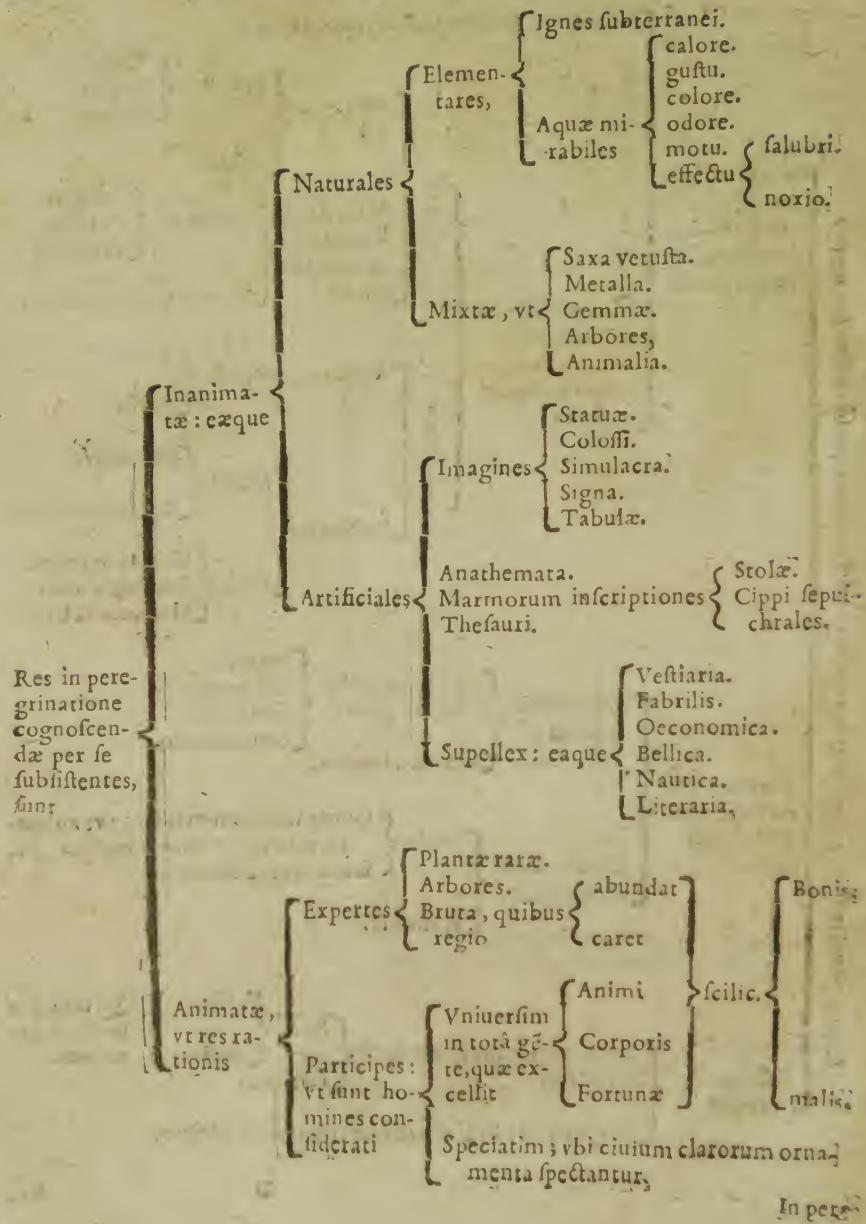 Ignes ſubterranei.
Elemen-
tares,
Aquæ mi-
rabiles
calore.
guſtu.
colore.
odore.
motu.
effectu
ſalubri.
noxio.
Naturales
Mixtæ, vt
Saxa vetuſta.
Metalla.
Gemmæ.
Arbores,
Animalia.
Inanima-
tæ: eæque
Imagines
Statuæ.
Coloſſi.
Simulacra.
Signa.
Tabulæ.
Artificiales
Anathemata.
Marmorum inſcriptiones
Theſauri.
Stolæ.
Cippi ſepul-
chrales.
Supellex: eaque
Veſtiaria.
Fabrilis.
Oeconomica.
Bellica.
Nautica.
Literaria.
Res in pere-
grinatione
cognoſcen-
dæ per ſe
ſubſiſtentes,
ſunt
Animatæ,
vt res ra-
tionis
Expertes
Plantæ raræ.
Arbores.
Bruta, quibus
regio
abundat
caret
Participes:
vt ſunt ho-
mines con-
ſiderati
Vniuerſim
in totâ gẽ-
te, quæ ex-
cellit
Animi
Corporis
Fortunæ
ſcilic.
Bonis,
malis.
Speciatim; vbi ciuium clarorum orna-
menta ſpectantur,
In pere-